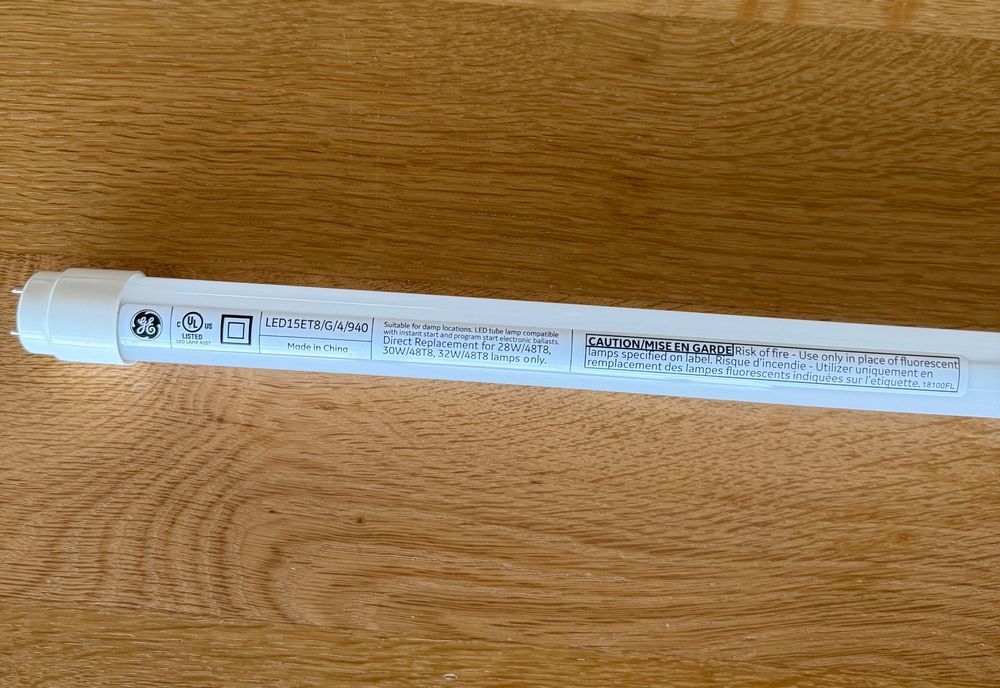 GE
C UL US
LISTED
LED LAMP
LED15ET8/G/4/940
Made in China
Suitable for damp locations. LED tube lamp compatible
with instant start and program start electronic ballasts.
Direct Replacement for 28W/48T8,
30W/48T8, 32W/48T8 lamps only.
CAUTION/MISE EN GARDE Risk of fire - Use only in place of fluorescent
lamps specified on label. Risque d'incendie - Utilizer uniquement en
remplacement des lampes fluorescents indiquées sur l'etiquette. 18100FL